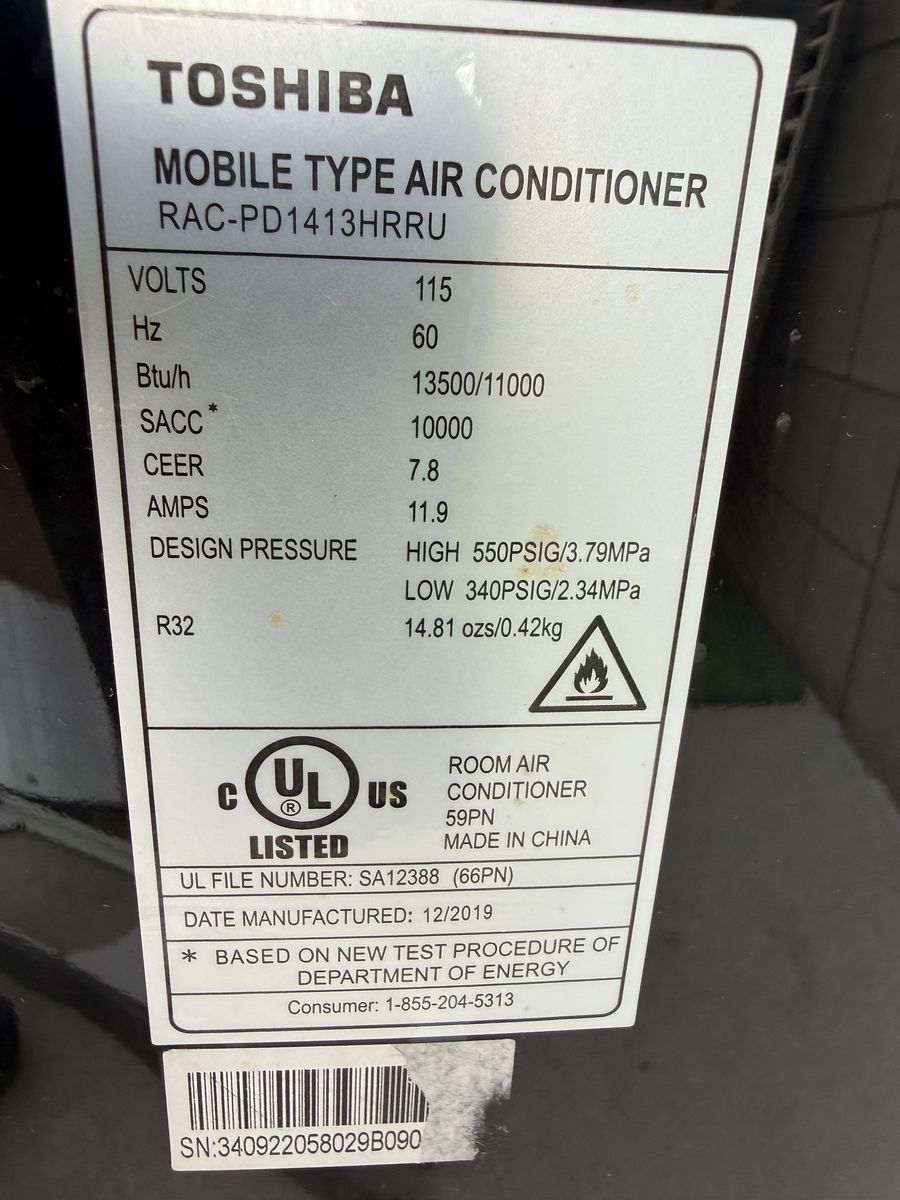 TOSHIBA
MOBILE TYPE AIR CONDITIONER
RAC-PD1413HRRU
VOLTS 115
Hz 60
Btu/h 13500/11000
SACC* 10000
CEER 7.8
AMPS 11.9
DESIGN PRESSURE HIGH 550PSIG/3.79MPa
LOW 340PSIG/2.34MPa
R32 14.81 ozs/0.42kg
C UL ® US
LISTED
ROOM AIR
CONDITIONER
59PN
MADE IN CHINA
UL FILE NUMBER: SA12388 (66PN)
DATE MANUFACTURED: 12/2019
* BASED ON NEW TEST PROCEDURE OF
DEPARTMENT OF ENERGY
Consumer: 1-855-204-5313
SN:340922058029B090